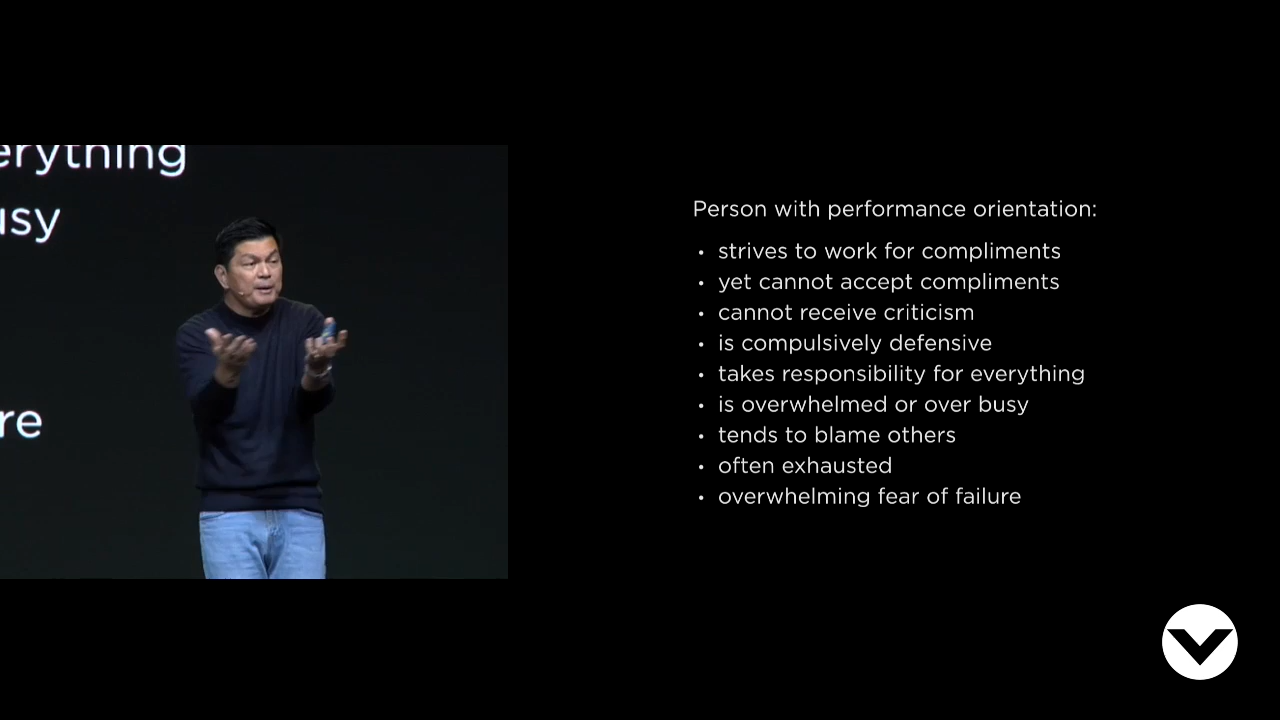 erything
usy
re
Person with performance orientation:
• strives to work for compliments
• yet cannot accept compliments
• cannot receive criticism
• is compulsively defensive
• takes responsibility for everything
• is overwhelmed or over busy
• tends to blame others
• often exhausted
• overwhelming fear of failure